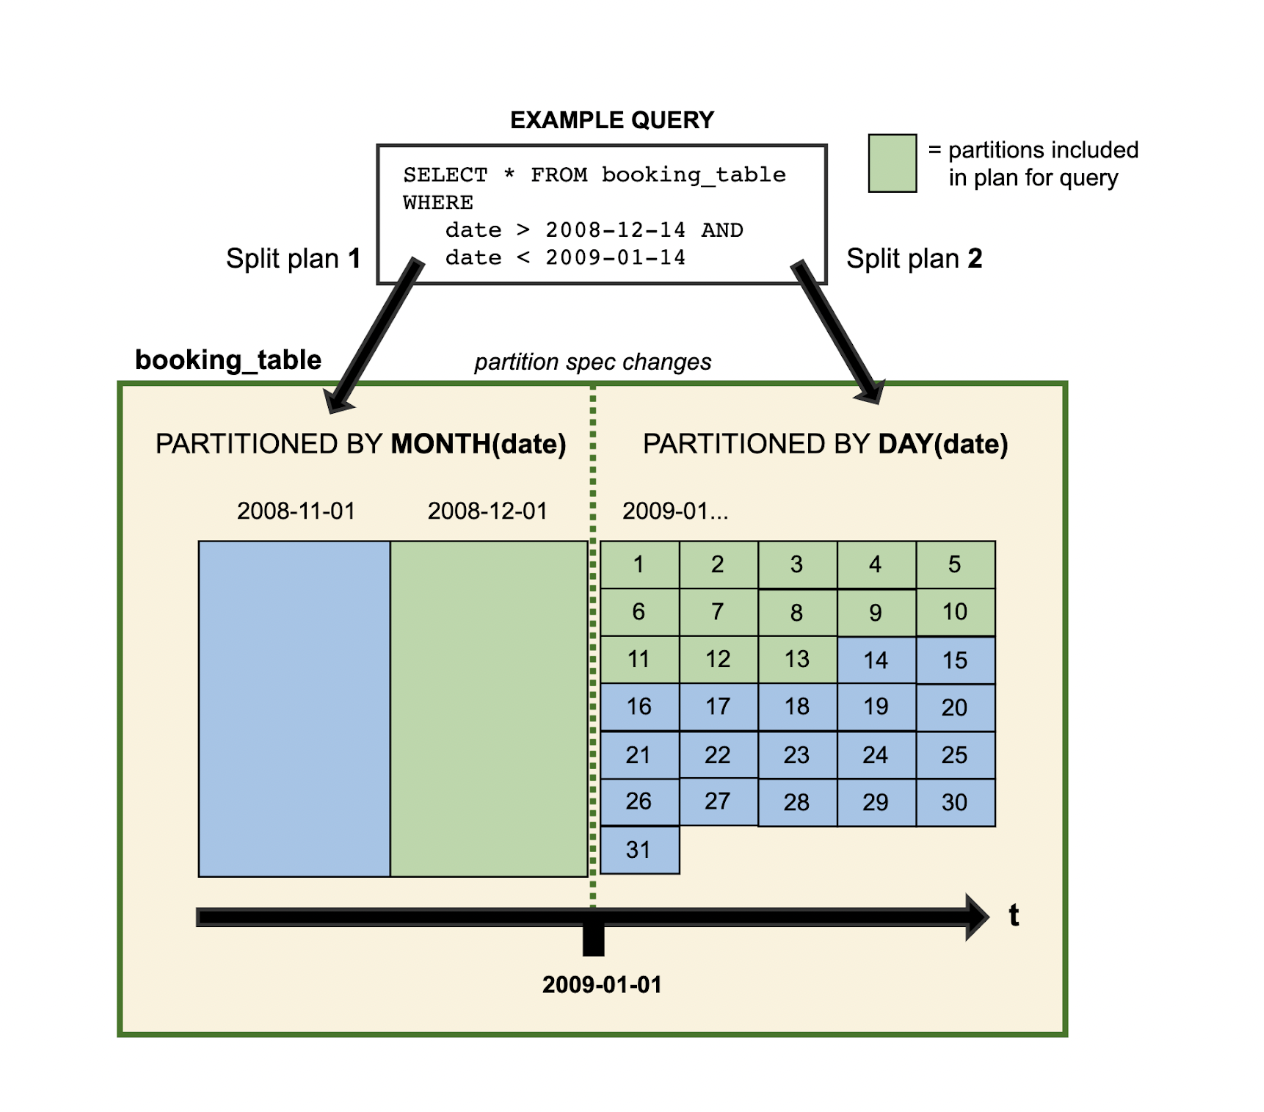 EXAMPLE QUERY
= partitions included
in plan for query
SELECT * FROM booking_table
WHERE
date > 2008-12-14 AND
date < 2009-01-14
Split plan 1
Split plan 2
booking_table
partition spec changes
PARTITIONED BY MONTH(date)
PARTITIONED BY DAY(date)
2008-11-01
2008-12-01
2009-01...
1 2 3 4 5
6 7 8 9 10
11 12 13 14 15
16 17 18 19 20
21 22 23 24 25
26 27 28 29 30
31
t
2009-01-01